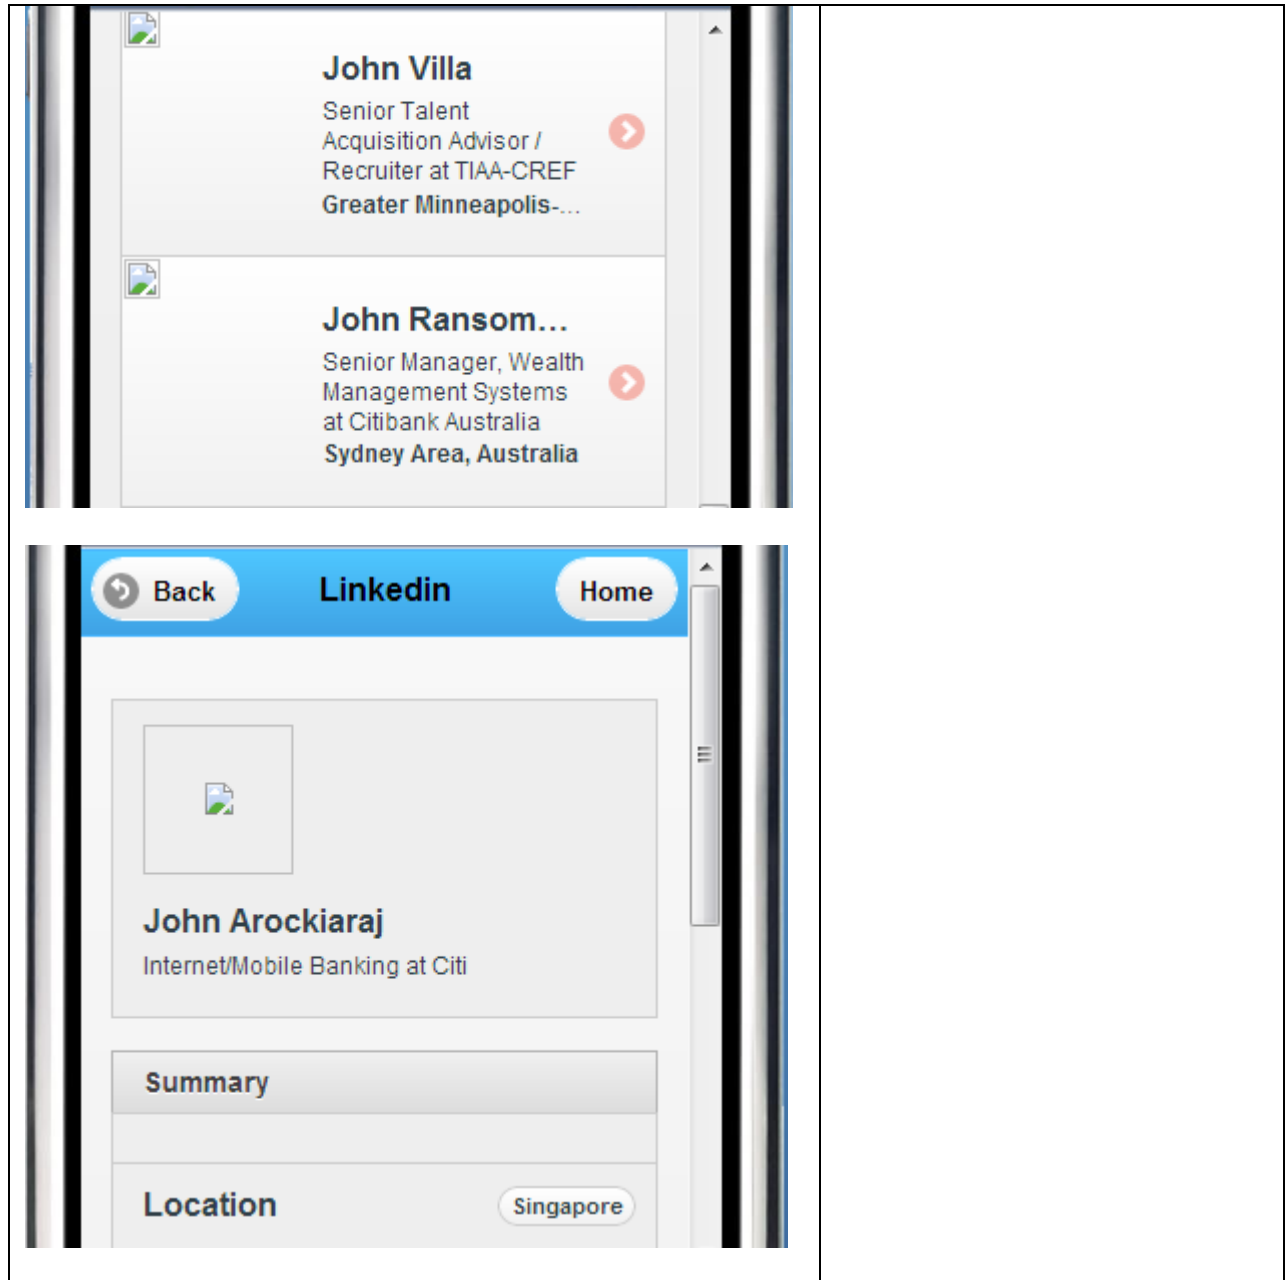 John Villa
Senior Talent
Acquisition Advisor /
Recruiter at TIAA-CREF
Greater Minneapolis-...
John Ransom...
Senior Manager, Wealth
Management Systems
at Citibank Australia
Sydney Area, Australia
Back Linkedin Home
John Arockiaraj
Internet/Mobile Banking at Citi
Summary
Location Singapore